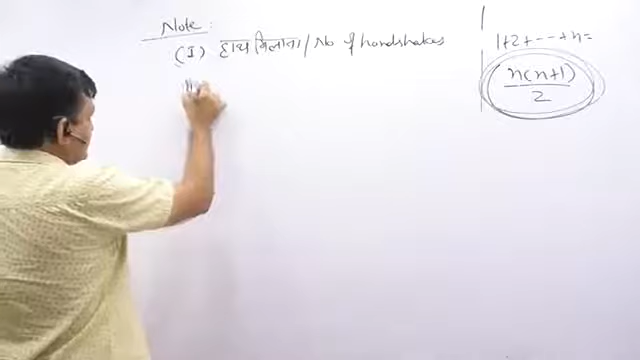 Note :
(I) हाथ मिलाना / No of handshakes
1+2+---+n=
n(n+1)
2